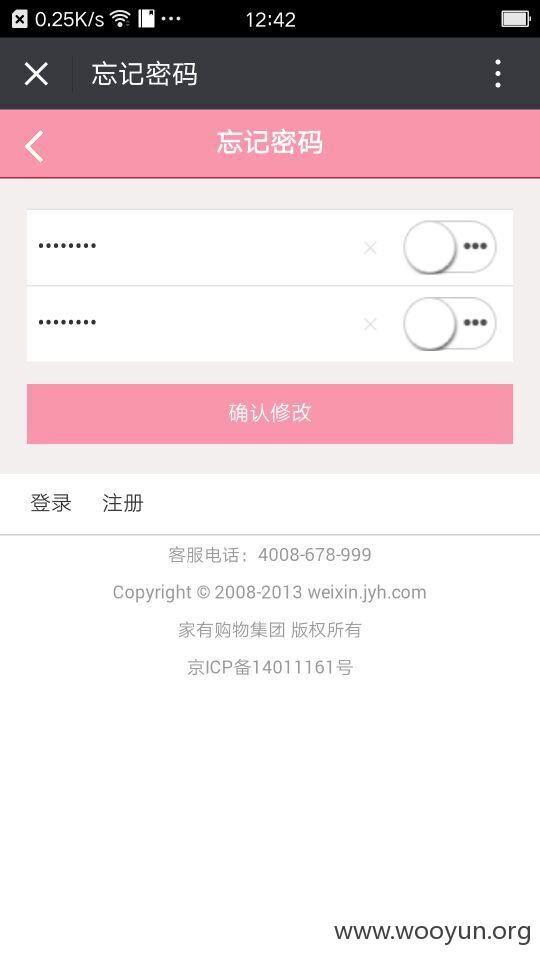 0.25K/s 12:42
忘记密码
忘记密码
••••••••
••••••••
确认修改
登录 注册
客服电话：4008-678-999
Copyright © 2008-2013 weixin.jyh.com
家有购物集团 版权所有
京ICP备14011161号
www.wooyun.org